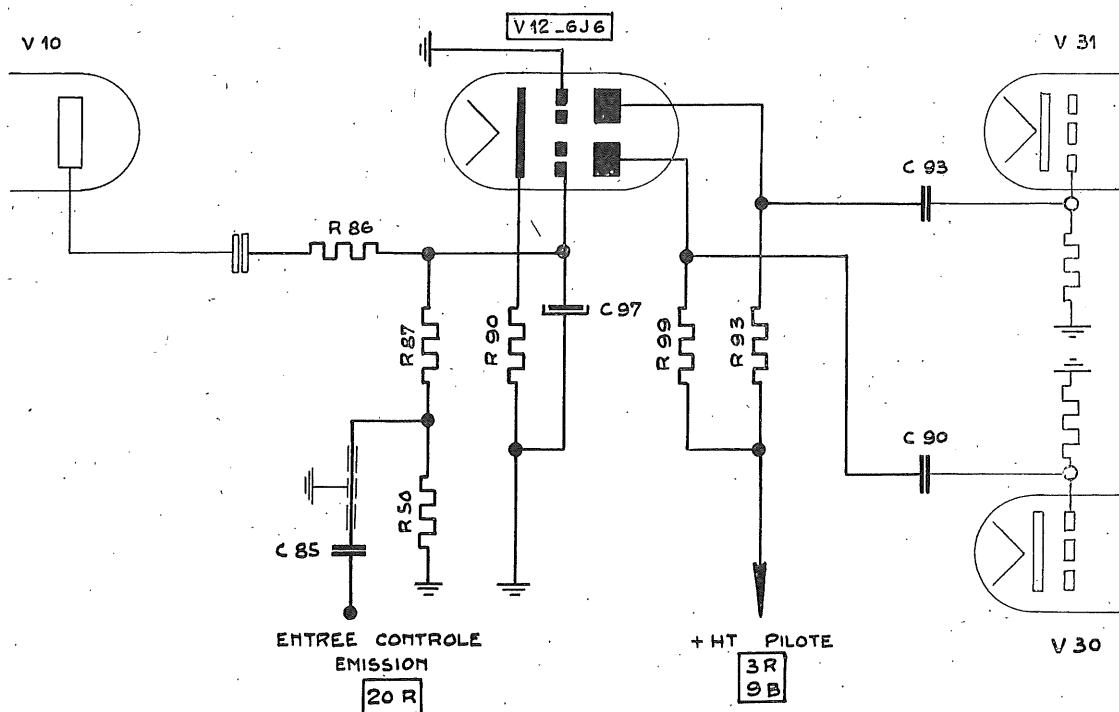 V12_6J6
V 10
V 31
C 93
R 86
C 97
R 87
R 90
R 99
R 93
C 90
R 50
C 85
ENTREE CONTROLE
EMISSION
20 R
+ HT PILOTE
3 R
9 B
V 30